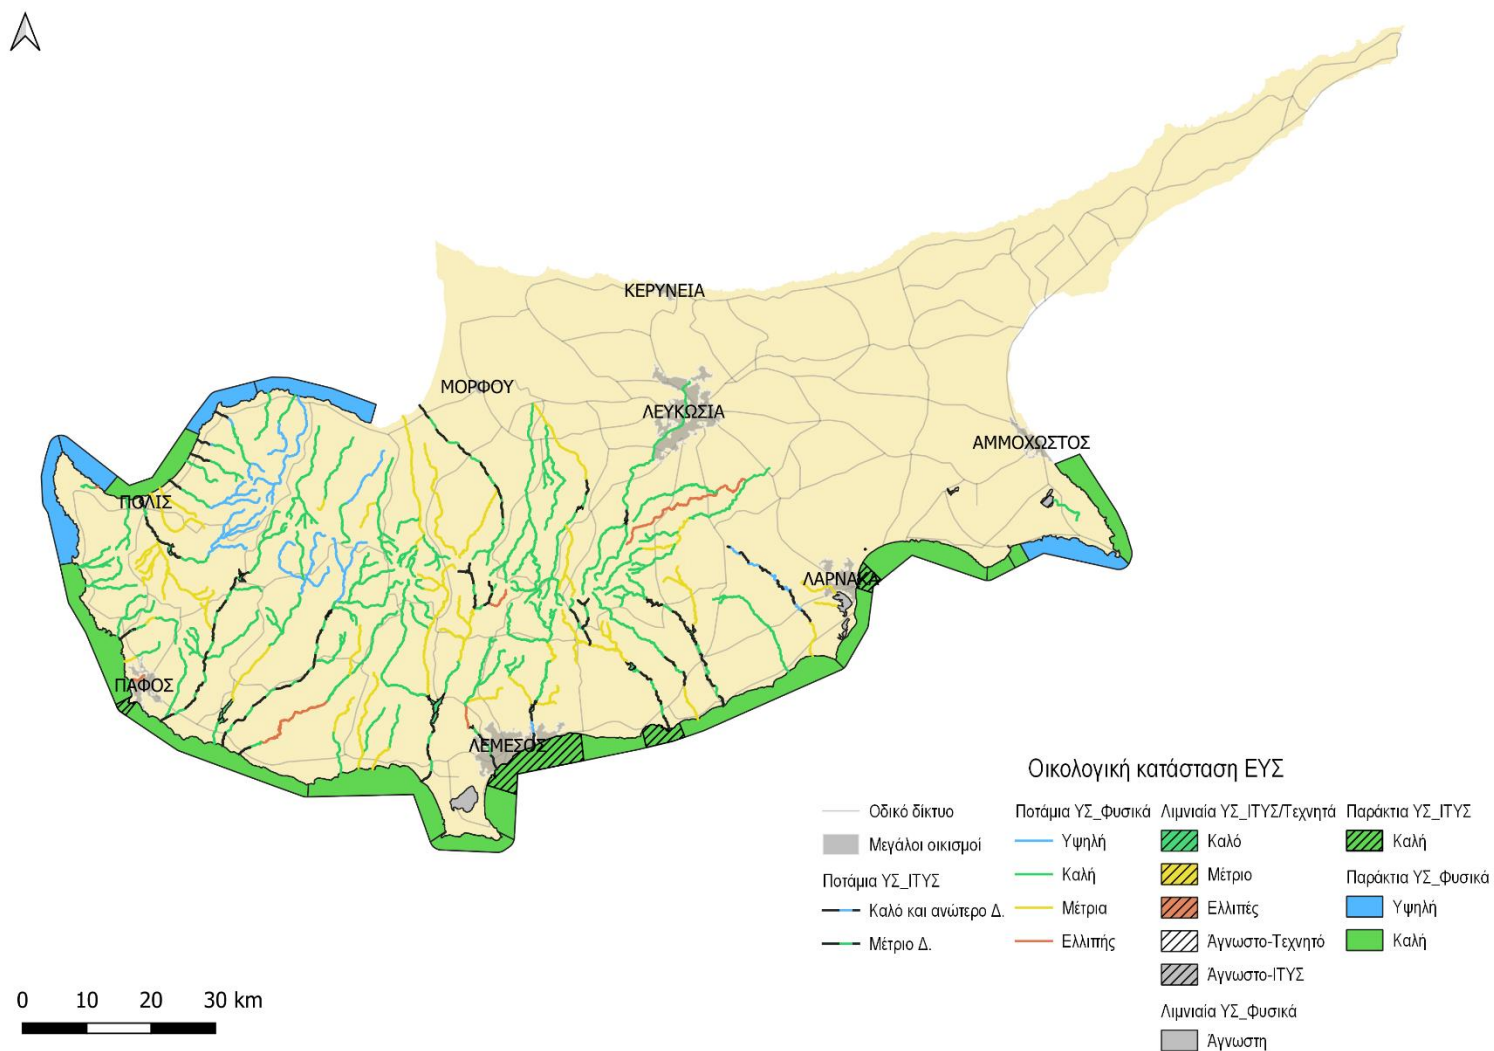 ΚΕΡΥΝΕΙΑ
ΜΟΡΦΟΥ
ΛΕΥΚΩΣΙΑ
ΑΜΜΟΧΩΣΤΟΣ
ΠΟΛΙΣ
ΛΑΡΝΑΚΑ
ΠΑΦΟΣ
ΛΕΜΕΣΟΣ
Οικολογική κατάσταση ΕΥΣ
Οδικό δίκτυο
Μεγάλοι οικισμοί
Ποτάμια ΥΣ_ΙΤΥΣ
Καλό και ανώτερο Δ.
Μέτριο Δ.
Ποτάμια ΥΣ_Φυσικά
Υψηλή
Καλή
Μέτρια
Ελλιπής
Λιμνιαία ΥΣ_ΙΤΥΣ/Τεχνητά
Καλό
Μέτριο
Ελλιπές
Άγνωστο-Τεχνητό
Άγνωστο-ΙΤΥΣ
Λιμνιαία ΥΣ_Φυσικά
Άγνωστη
Παράκτια ΥΣ_ΙΤΥΣ
Καλή
Παράκτια ΥΣ_Φυσικά
Υψηλή
Καλή
0 10 20 30 km